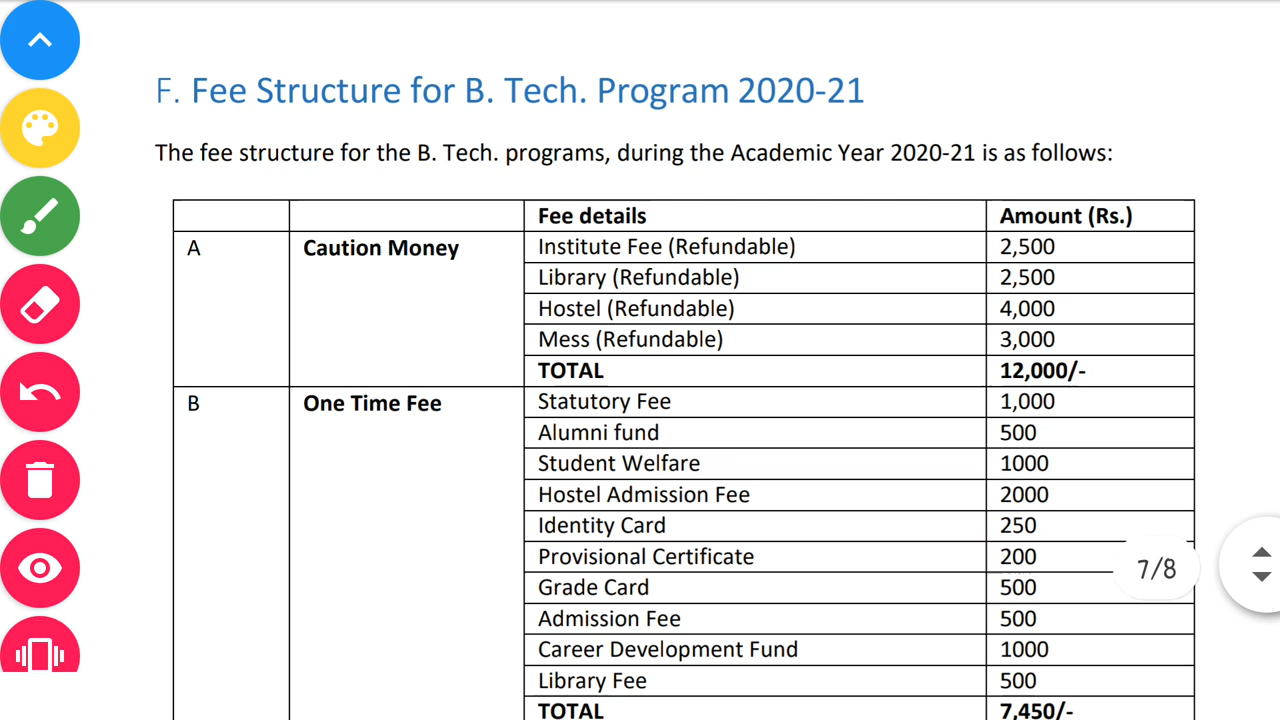 F. Fee Structure for B. Tech. Program 2020-21
The fee structure for the B. Tech. programs, during the Academic Year 2020-21 is as follows:
Fee details Amount (Rs.)
A Caution Money Institute Fee (Refundable) 2,500
Library (Refundable) 2,500
Hostel (Refundable) 4,000
Mess (Refundable) 3,000
TOTAL 12,000/-
B One Time Fee Statutory Fee 1,000
Alumni fund 500
Student Welfare 1000
Hostel Admission Fee 2000
Identity Card 250
Provisional Certificate 200
7/8
Grade Card 500
Admission Fee 500
Career Development Fund 1000
Library Fee 500
TOTAL 7,450/-